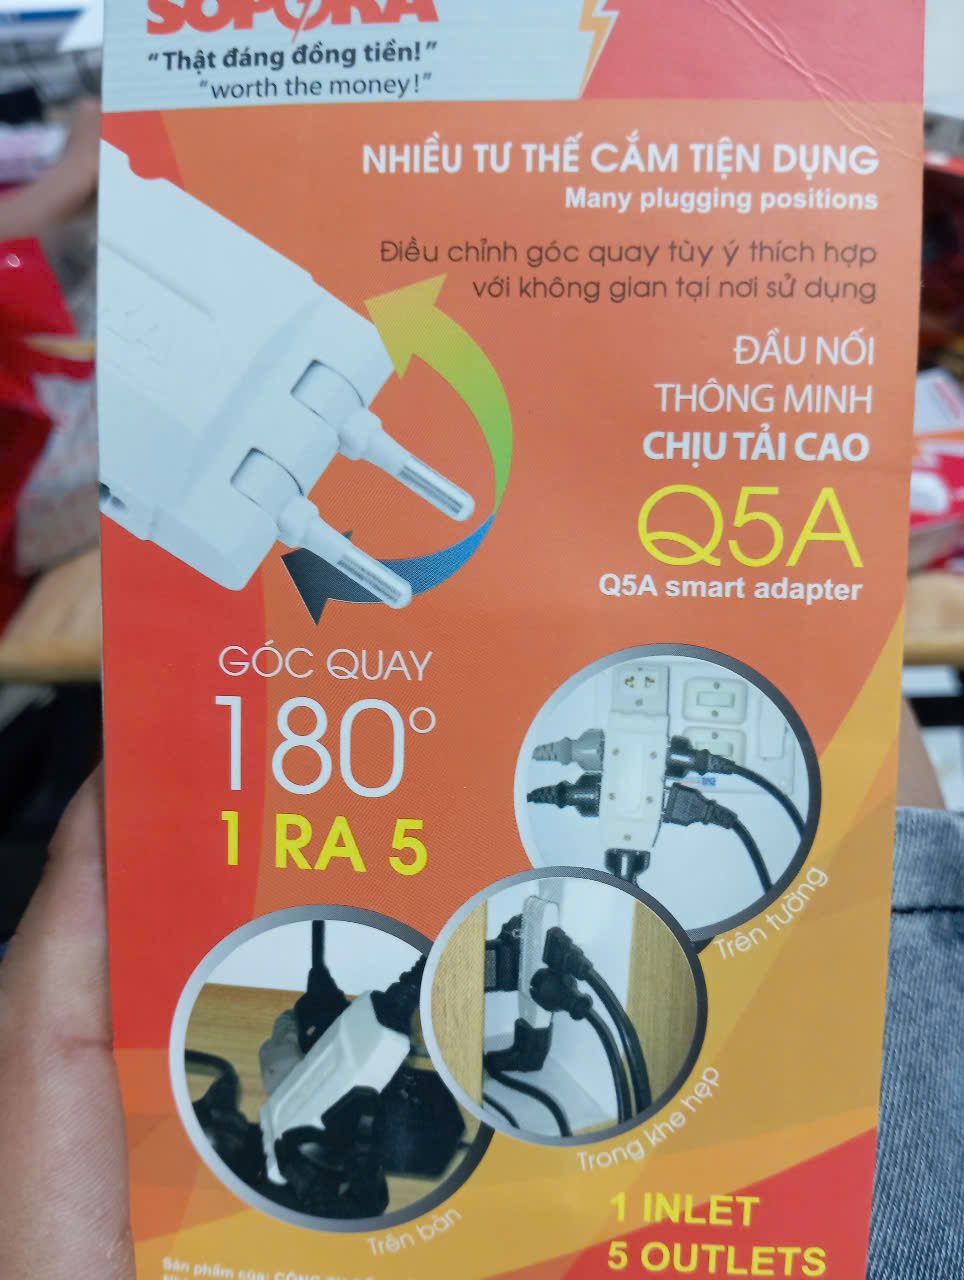 SOPOKA
“Thật đáng đồng tiền!”
“worth the money!”
NHIỀU TƯ THẾ CẮM TIỆN DỤNG
Many plugging positions
Điều chỉnh góc quay tùy ý thích hợp
với không gian tại nơi sử dụng
ĐẦU NỐI
THÔNG MINH
CHỊU TẢI CAO
Q5A
Q5A smart adapter
GÓC QUAY
180°
1 RA 5
Trên tường
Trong khe hẹp
Trên bàn
1 INLET
5 OUTLETS
Sản phẩm của: